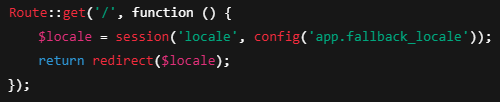 Route::get('/', function () {
    $locale = session('locale', config('app.fallback_locale'));
    return redirect($locale);
});